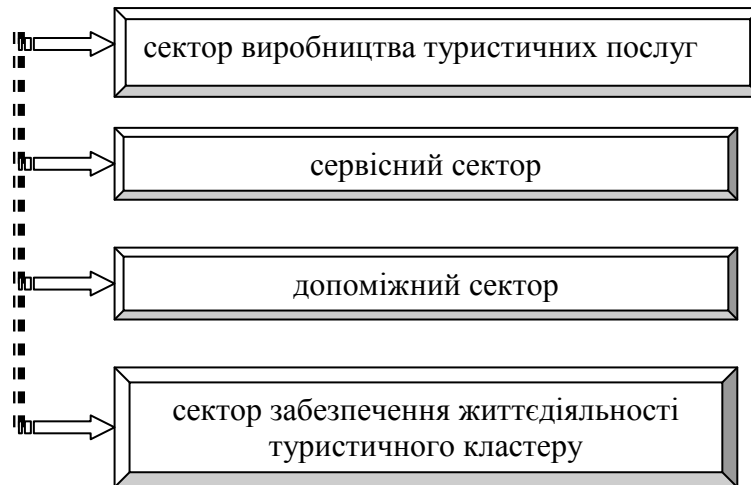 сектор виробництва туристичних послуг
сервісний сектор
допоміжний сектор
сектор забезпечення життєдіяльності
туристичного кластеру